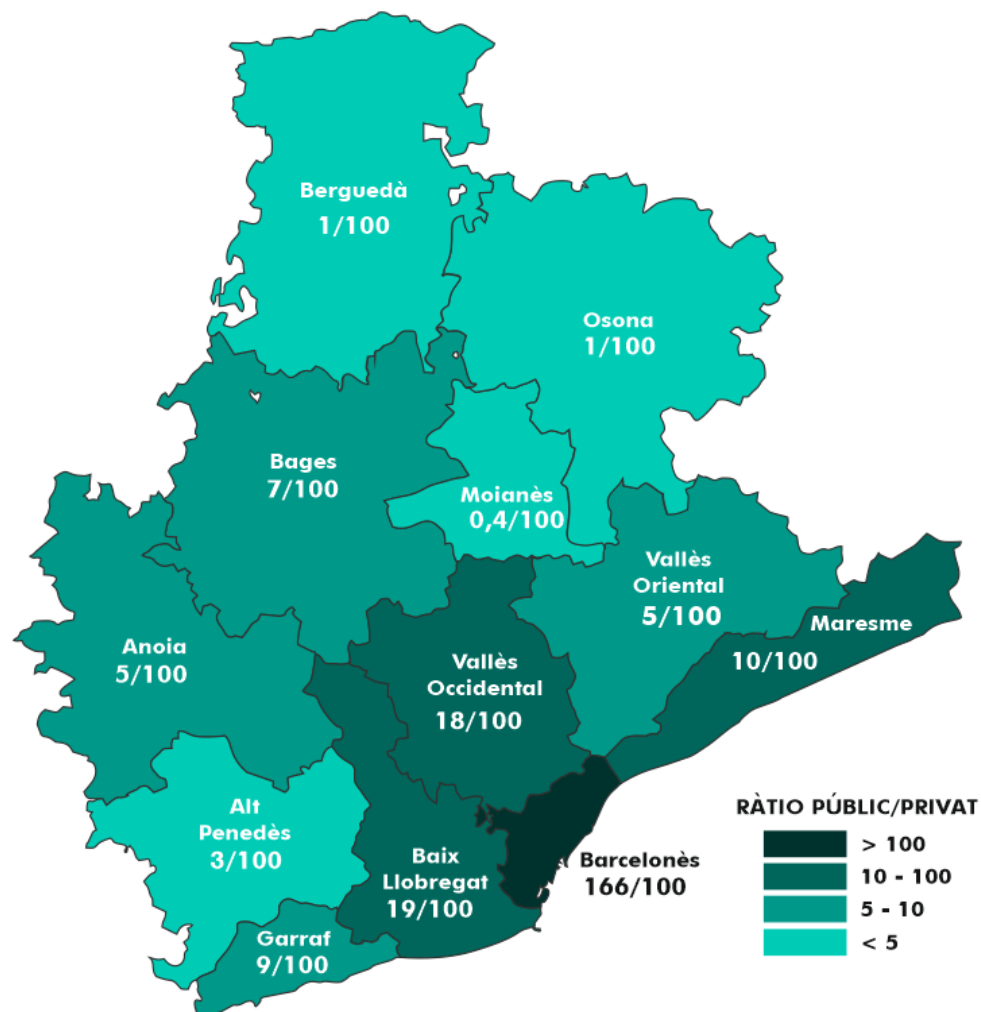 Berguedà
1/100
Osona
1/100
Bages
7/100
Moianès
0,4/100
Vallès
Oriental
5/100
Maresme
10/100
Anoia
5/100
Vallès
Occidental
18/100
Alt
Penedès
3/100
Baix
Llobregat
19/100
Barcelonès
166/100
Garraf
9/100
RÀTIO PÚBLIC/PRIVAT
> 100
10 - 100
5 - 10
< 5